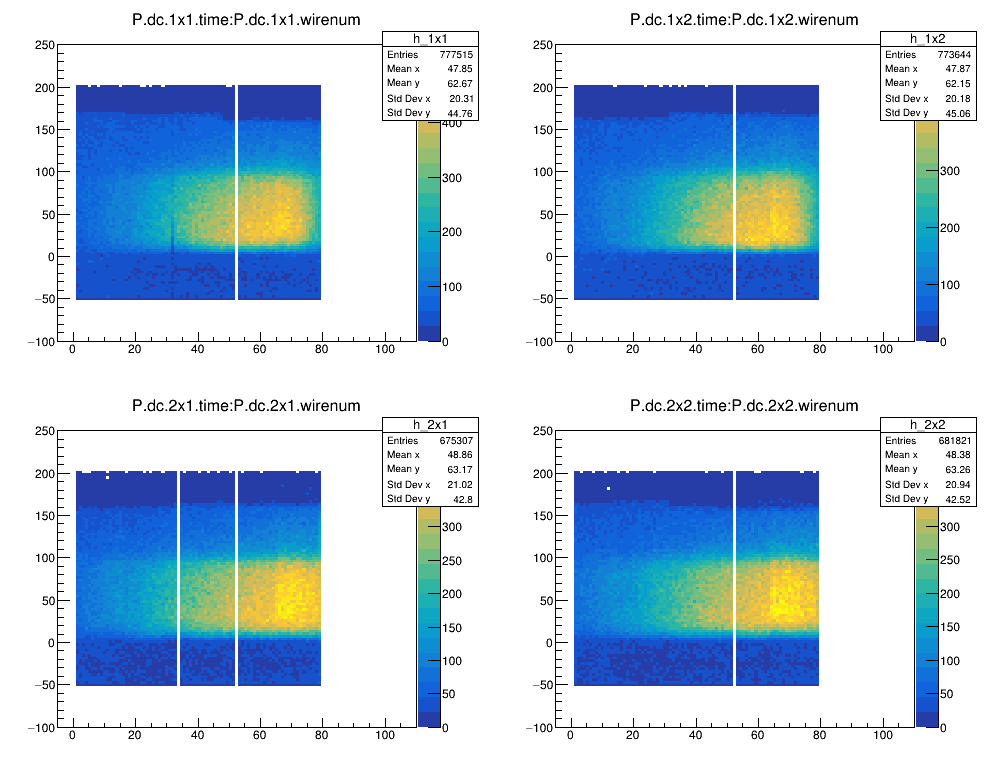 P.dc.1x1.time:P.dc.1x1.wirenum
h_1x1
Entries 777515
Mean x 47.85
Mean y 62.67
Std Dev x 20.31
Std Dev y 44.76
250
200
150
100
50
0
−50
−100
0 20 40 60 80 100
400
300
200
100
0
P.dc.1x2.time:P.dc.1x2.wirenum
h_1x2
Entries 773644
Mean x 47.87
Mean y 62.15
Std Dev x 20.18
Std Dev y 45.06
250
200
150
100
50
0
−50
−100
0 20 40 60 80 100
300
200
100
0
P.dc.2x1.time:P.dc.2x1.wirenum
h_2x1
Entries 675307
Mean x 48.86
Mean y 63.17
Std Dev x 21.02
Std Dev y 42.8
250
200
150
100
50
0
−50
−100
0 20 40 60 80 100
300
250
200
150
100
50
0
P.dc.2x2.time:P.dc.2x2.wirenum
h_2x2
Entries 681821
Mean x 48.38
Mean y 63.26
Std Dev x 20.94
Std Dev y 42.52
250
200
150
100
50
0
−50
−100
0 20 40 60 80 100
300
250
200
150
100
50
0